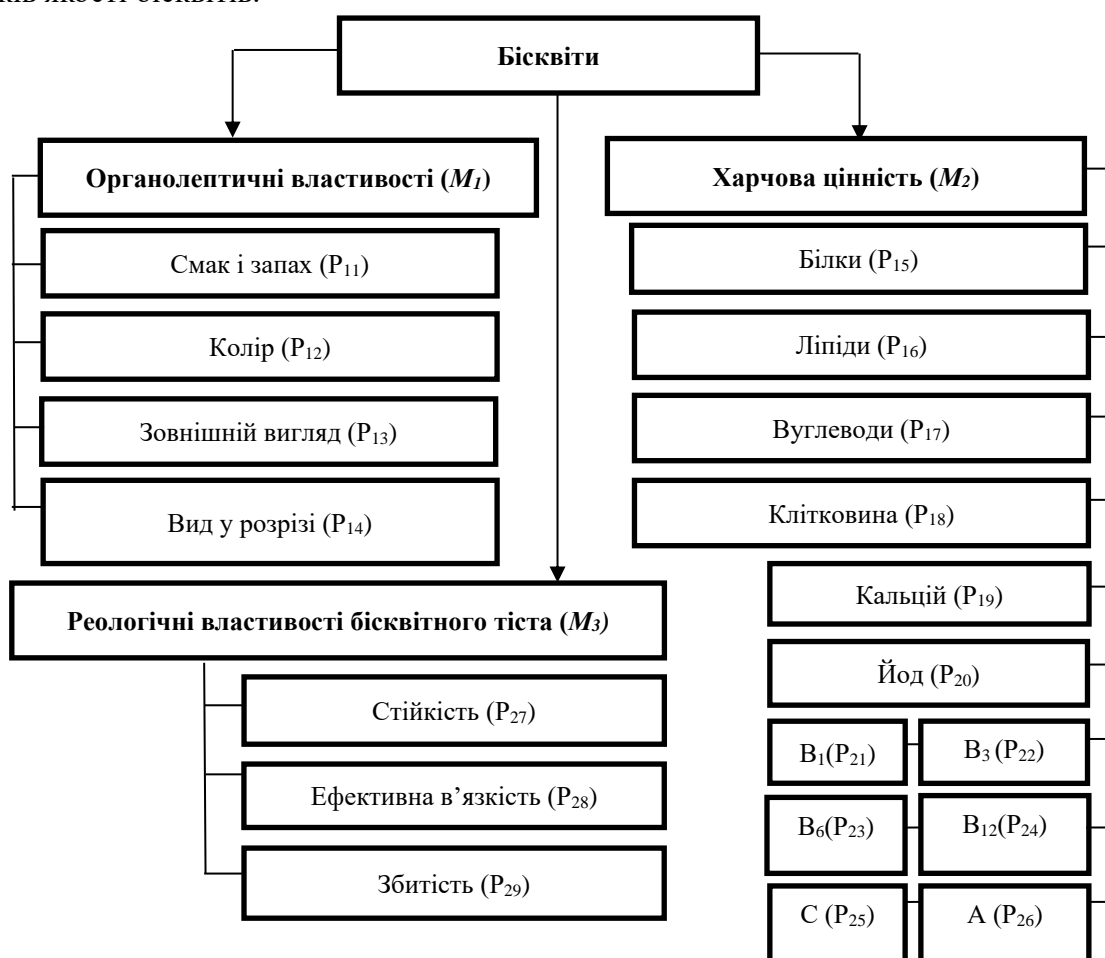 якості бісквітів.
Бісквіти
Органолептичні властивості (M1)
Смак і запах (P11)
Колір (P12)
Зовнішній вигляд (P13)
Вид у розрізі (P14)
Харчова цінність (M2)
Білки (P15)
Ліпіди (P16)
Вуглеводи (P17)
Клітковина (P18)
Кальцій (P19)
Йод (P20)
B1(P21)
B3 (P22)
B6(P23)
B12(P24)
C (P25)
A (P26)
Реологічні властивості бісквітного тіста (M3)
Стійкість (P27)
Ефективна в’язкість (P28)
Збитість (P29)